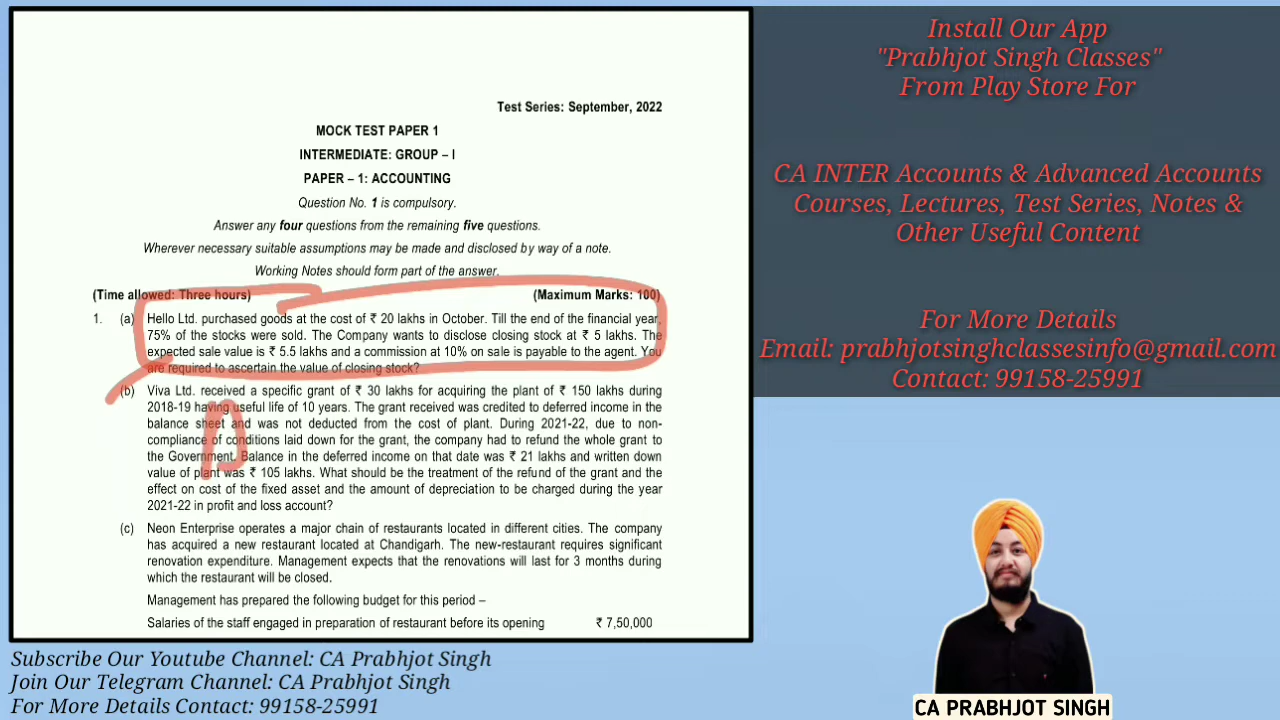 Test Series: September, 2022
MOCK TEST PAPER 1
INTERMEDIATE: GROUP – I
PAPER – 1: ACCOUNTING
Question No. 1 is compulsory.
Answer any four questions from the remaining five questions.
Wherever necessary suitable assumptions may be made and disclosed by way of a note.
Working Notes should form part of the answer.
(Time allowed: Three hours) (Maximum Marks: 100)
1. (a) Hello Ltd. purchased goods at the cost of ₹ 20 lakhs in October. Till the end of the financial year,
75% of the stocks were sold. The Company wants to disclose closing stock at ₹ 5 lakhs. The
expected sale value is ₹ 5.5 lakhs and a commission at 10% on sale is payable to the agent. You
are required to ascertain the value of closing stock?
(b) Viva Ltd. received a specific grant of ₹ 30 lakhs for acquiring the plant of ₹ 150 lakhs during
2018-19 having useful life of 10 years. The grant received was credited to deferred income in the
balance sheet and was not deducted from the cost of plant. During 2021-22, due to non-
compliance of conditions laid down for the grant, the company had to refund the whole grant to
the Government. Balance in the deferred income on that date was ₹ 21 lakhs and written down
value of plant was ₹ 105 lakhs. What should be the treatment of the refund of the grant and the
effect on cost of the fixed asset and the amount of depreciation to be charged during the year
2021-22 in profit and loss account?
(c) Neon Enterprise operates a major chain of restaurants located in different cities. The company
has acquired a new restaurant located at Chandigarh. The new-restaurant requires significant
renovation expenditure. Management expects that the renovations will last for 3 months during
which the restaurant will be closed.
Management has prepared the following budget for this period –
Salaries of the staff engaged in preparation of restaurant before its opening ₹ 7,50,000
Install Our App
"Prabhjot Singh Classes"
From Play Store For
CA INTER Accounts & Advanced Accounts
Courses, Lectures, Test Series, Notes &
Other Useful Content
For More Details
Email: prabhjotsinghclassesinfo@gmail.com
Contact: 99158-25991
Subscribe Our Youtube Channel: CA Prabhjot Singh
Join Our Telegram Channel: CA Prabhjot Singh
For More Details Contact: 99158-25991
CA PRABHJOT SINGH